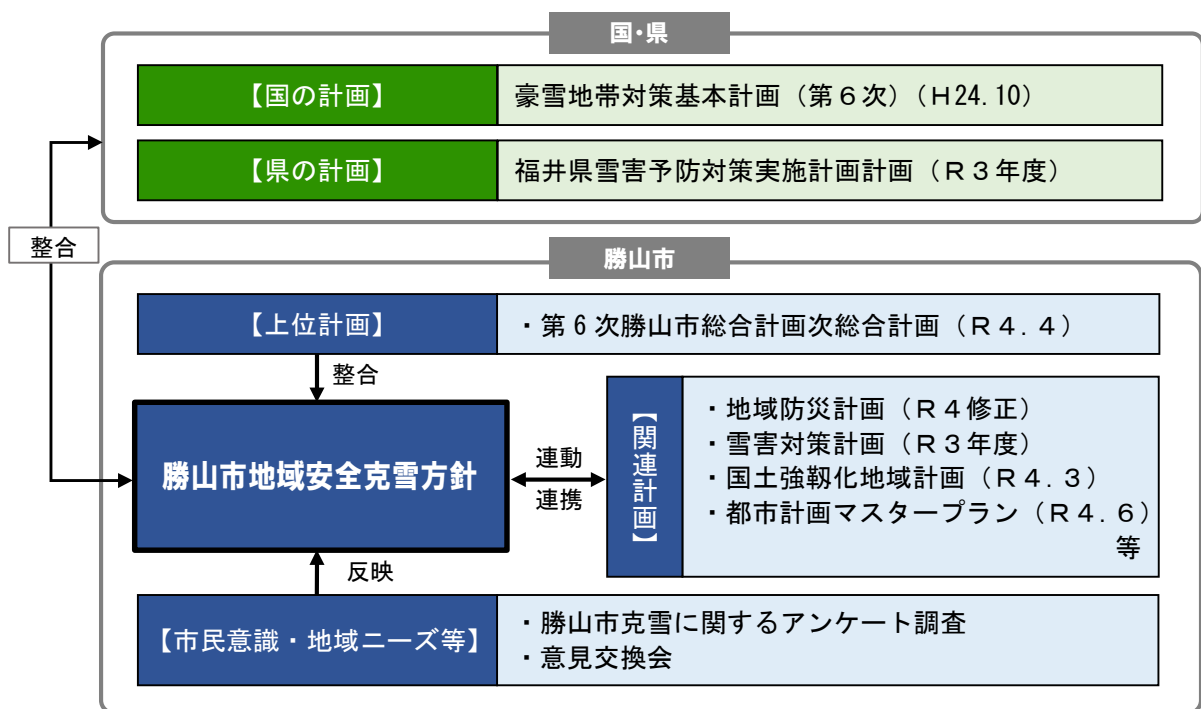 国・県
【国の計画】
豪雪地帯対策基本計画（第６次）（Ｈ24.10）
【県の計画】
福井県雪害予防対策実施計画計画（Ｒ３年度）
整合
勝山市
【上位計画】
・第６次勝山市総合計画次総合計画（Ｒ４.４）
整合
勝山市地域安全克雪方針
連動
連携
【関連計画】
・地域防災計画（Ｒ４修正）
・雪害対策計画（Ｒ３年度）
・国土強靱化地域計画（Ｒ４.３）
・都市計画マスタープラン（Ｒ４.６）
等
反映
【市民意識・地域ニーズ等】
・勝山市克雪に関するアンケート調査
・意見交換会